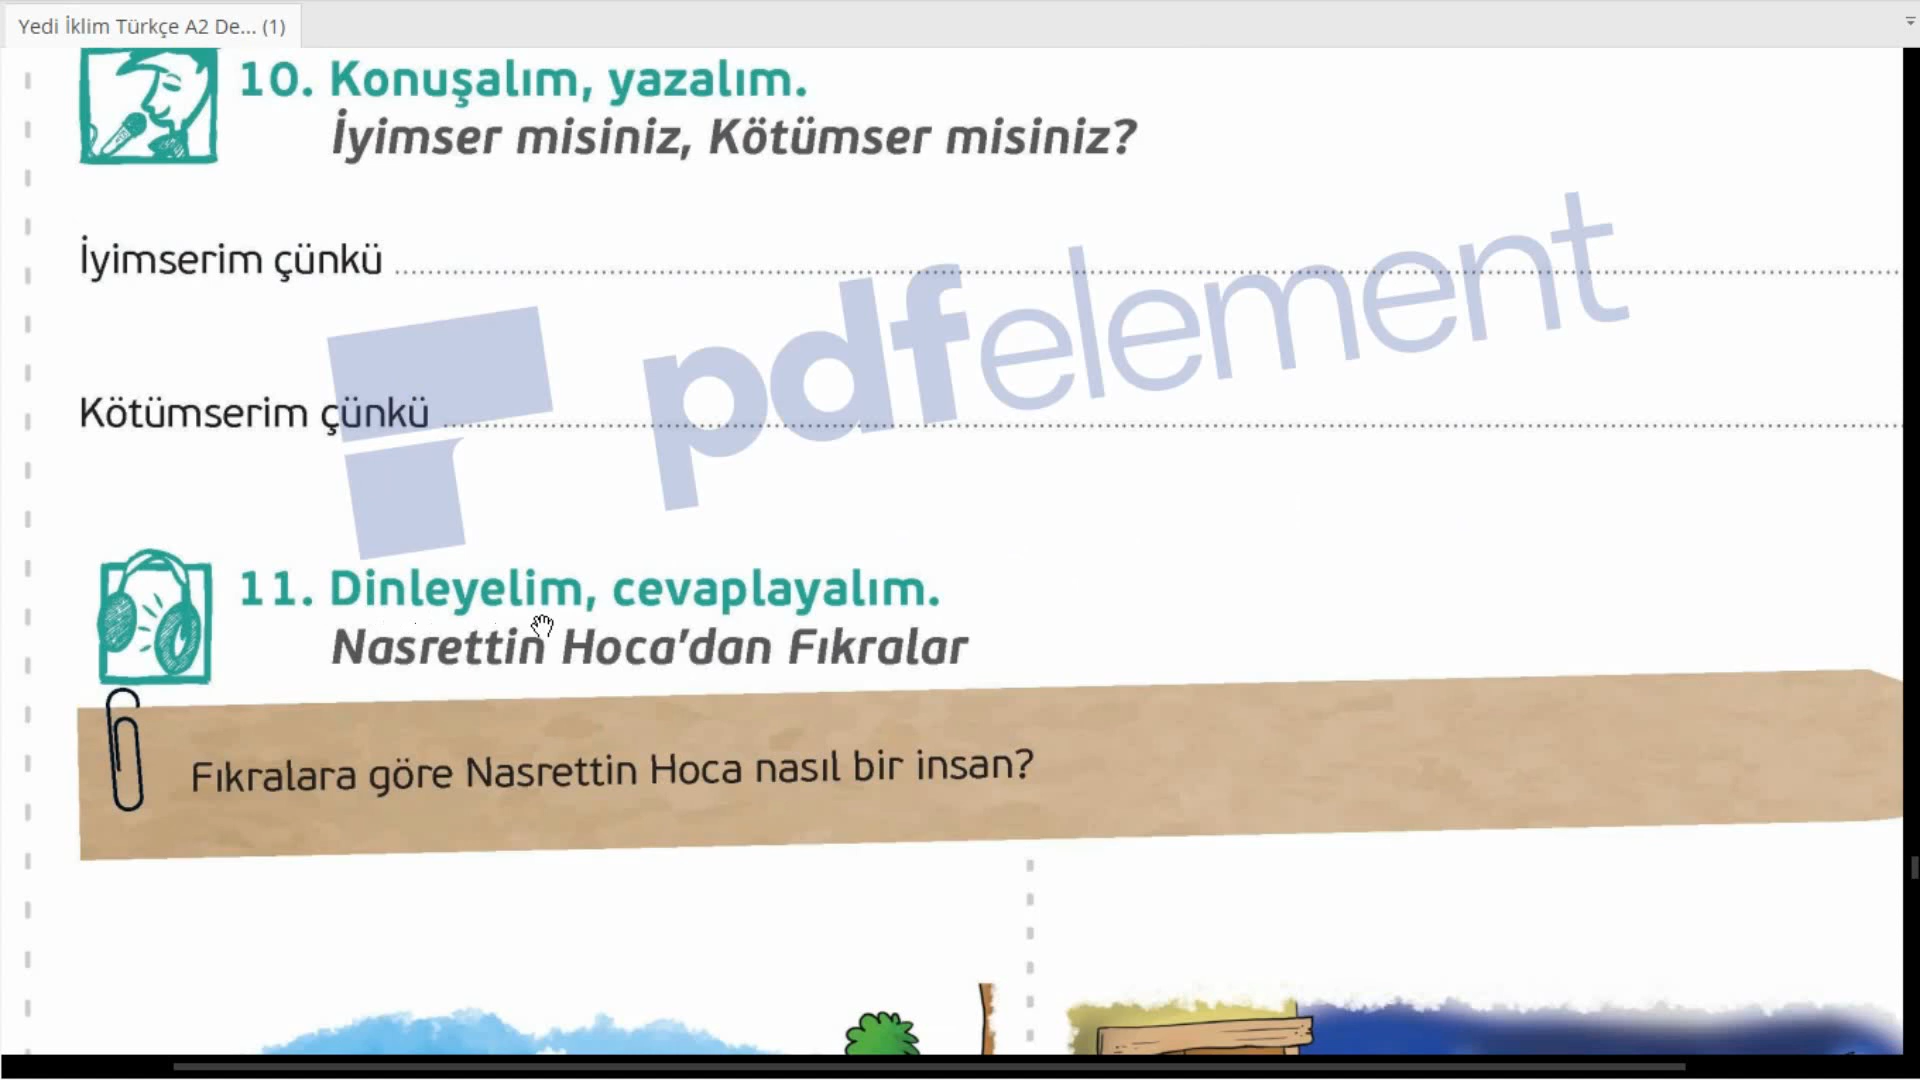 Yedi İklim Türkçe A2 De... (1)
10. Konuşalım, yazalım.
İyimser misiniz, Kötümser misiniz?
İyimserim çünkü
Kötümserim çünkü
pdfelement
11. Dinleyelim, cevaplayalım.
Nasrettin Hoca'dan Fıkralar
Fıkralara göre Nasrettin Hoca nasıl bir insan?